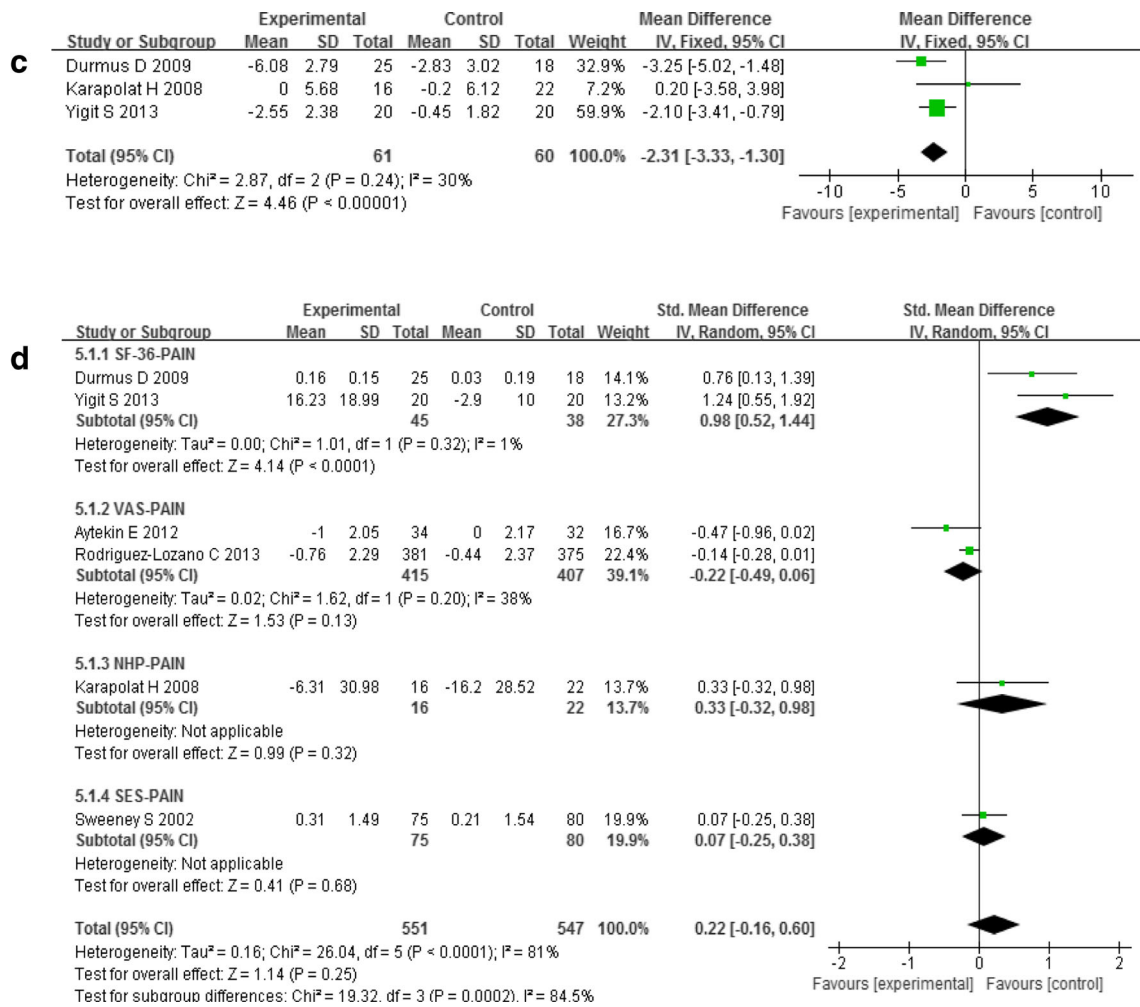 c
Experimental Control Mean Difference Mean Difference
Study or Subgroup Mean SD Total Mean SD Total Weight IV, Fixed, 95% CI IV, Fixed, 95% CI
Durmus D 2009 -6.08 2.79 25 -2.83 3.02 18 32.9% -3.25 [-5.02, -1.48]
Karapolat H 2008 0 5.68 16 -0.2 6.12 22 7.2% 0.20 [-3.58, 3.98]
Yigit S 2013 -2.55 2.38 20 -0.45 1.82 20 59.9% -2.10 [-3.41, -0.79]
Total (95% CI) 61 60 100.0% -2.31 [-3.33, -1.30]
Heterogeneity: Chi² = 2.87, df = 2 (P = 0.24); I² = 30%
Test for overall effect: Z = 4.46 (P < 0.00001)
-10 -5 0 5 10
Favours [experimental] Favours [control]
d
Experimental Control Std. Mean Difference Std. Mean Difference
Study or Subgroup Mean SD Total Mean SD Total Weight IV, Random, 95% CI IV, Random, 95% CI
5.1.1 SF-36-PAIN
Durmus D 2009 0.16 0.15 25 0.03 0.19 18 14.1% 0.76 [0.13, 1.39]
Yigit S 2013 16.23 18.99 20 -2.9 10 20 13.2% 1.24 [0.55, 1.92]
Subtotal (95% CI) 45 38 27.3% 0.98 [0.52, 1.44]
Heterogeneity: Tau² = 0.00; Chi² = 1.01, df = 1 (P = 0.32); I² = 1%
Test for overall effect: Z = 4.14 (P < 0.0001)
5.1.2 VAS-PAIN
Aytekin E 2012 -1 2.05 34 0 2.17 32 16.7% -0.47 [-0.96, 0.02]
Rodriguez-Lozano C 2013 -0.76 2.29 381 -0.44 2.37 375 22.4% -0.14 [-0.28, 0.01]
Subtotal (95% CI) 415 407 39.1% -0.22 [-0.49, 0.06]
Heterogeneity: Tau² = 0.02; Chi² = 1.62, df = 1 (P = 0.20); I² = 38%
Test for overall effect: Z = 1.53 (P = 0.13)
5.1.3 NHP-PAIN
Karapolat H 2008 -6.31 30.98 16 -16.2 28.52 22 13.7% 0.33 [-0.32, 0.98]
Subtotal (95% CI) 16 22 13.7% 0.33 [-0.32, 0.98]
Heterogeneity: Not applicable
Test for overall effect: Z = 0.99 (P = 0.32)
5.1.4 SES-PAIN
Sweeney S 2002 0.31 1.49 75 0.21 1.54 80 19.9% 0.07 [-0.25, 0.38]
Subtotal (95% CI) 75 80 19.9% 0.07 [-0.25, 0.38]
Heterogeneity: Not applicable
Test for overall effect: Z = 0.41 (P = 0.68)
Total (95% CI) 551 547 100.0% 0.22 [-0.16, 0.60]
Heterogeneity: Tau² = 0.16; Chi² = 26.04, df = 5 (P < 0.0001); I² = 81%
Test for overall effect: Z = 1.14 (P = 0.25)
Test for subgroup differences: Chi² = 19.32, df = 3 (P = 0.0002), I² = 84.5%
-2 -1 0 1 2
Favours [experimental] Favours [control]